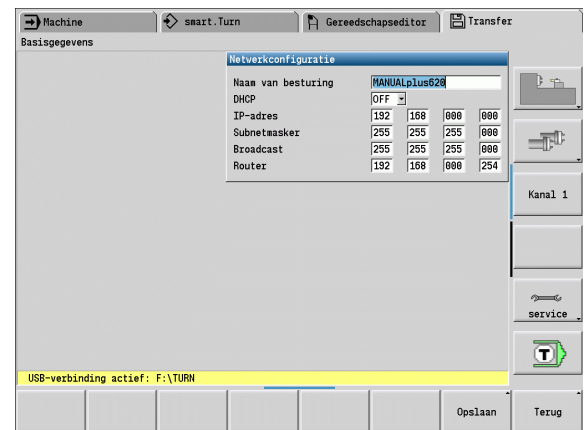 Machine
smart.Turn
Gereedschapseditor
Transfer
Basisgegevens
Netwerkconfiguratie
Naam van besturing MANUALplus620
DHCP OFF
IP-adres 192 168 000 000
Subnetmasker 255 255 255 000
Broadcast 255 255 255 000
Router 192 168 000 254
Kanal 1
service
T
USB-verbinding actief: F:\TURN
Opslaan
Terug